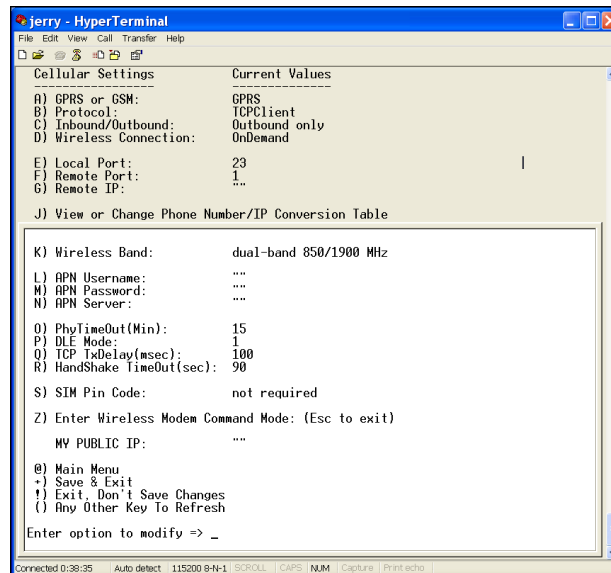 jerry - HyperTerminal
File Edit View Call Transfer Help
Cellular Settings Current Values
----------------- --------------
A) GPRS or GSM: GPRS
B) Protocol: TCPClient
C) Inbound/Outbound: Outbound only
D) Wireless Connection: OnDemand
E) Local Port: 23
F) Remote Port: 1
G) Remote IP: ""
J) View or Change Phone Number/IP Conversion Table
K) Wireless Band: dual-band 850/1900 MHz
L) APN Username: ""
M) APN Password: ""
N) APN Server: ""
O) PhyTimeOut(Min): 15
P) DLE Mode: 1
Q) TCP TxDelay(msec): 100
R) HandShake TimeOut(sec): 90
S) SIM Pin Code: not required
Z) Enter Wireless Modem Command Mode: (Esc to exit)
MY PUBLIC IP: ""
@) Main Menu
+) Save & Exit
!) Exit, Don't Save Changes
() Any Other Key To Refresh
Enter option to modify => _
Connected 0:38:35 Auto detect 115200 8-N-1 SCROLL CAPS NUM Capture Print echo